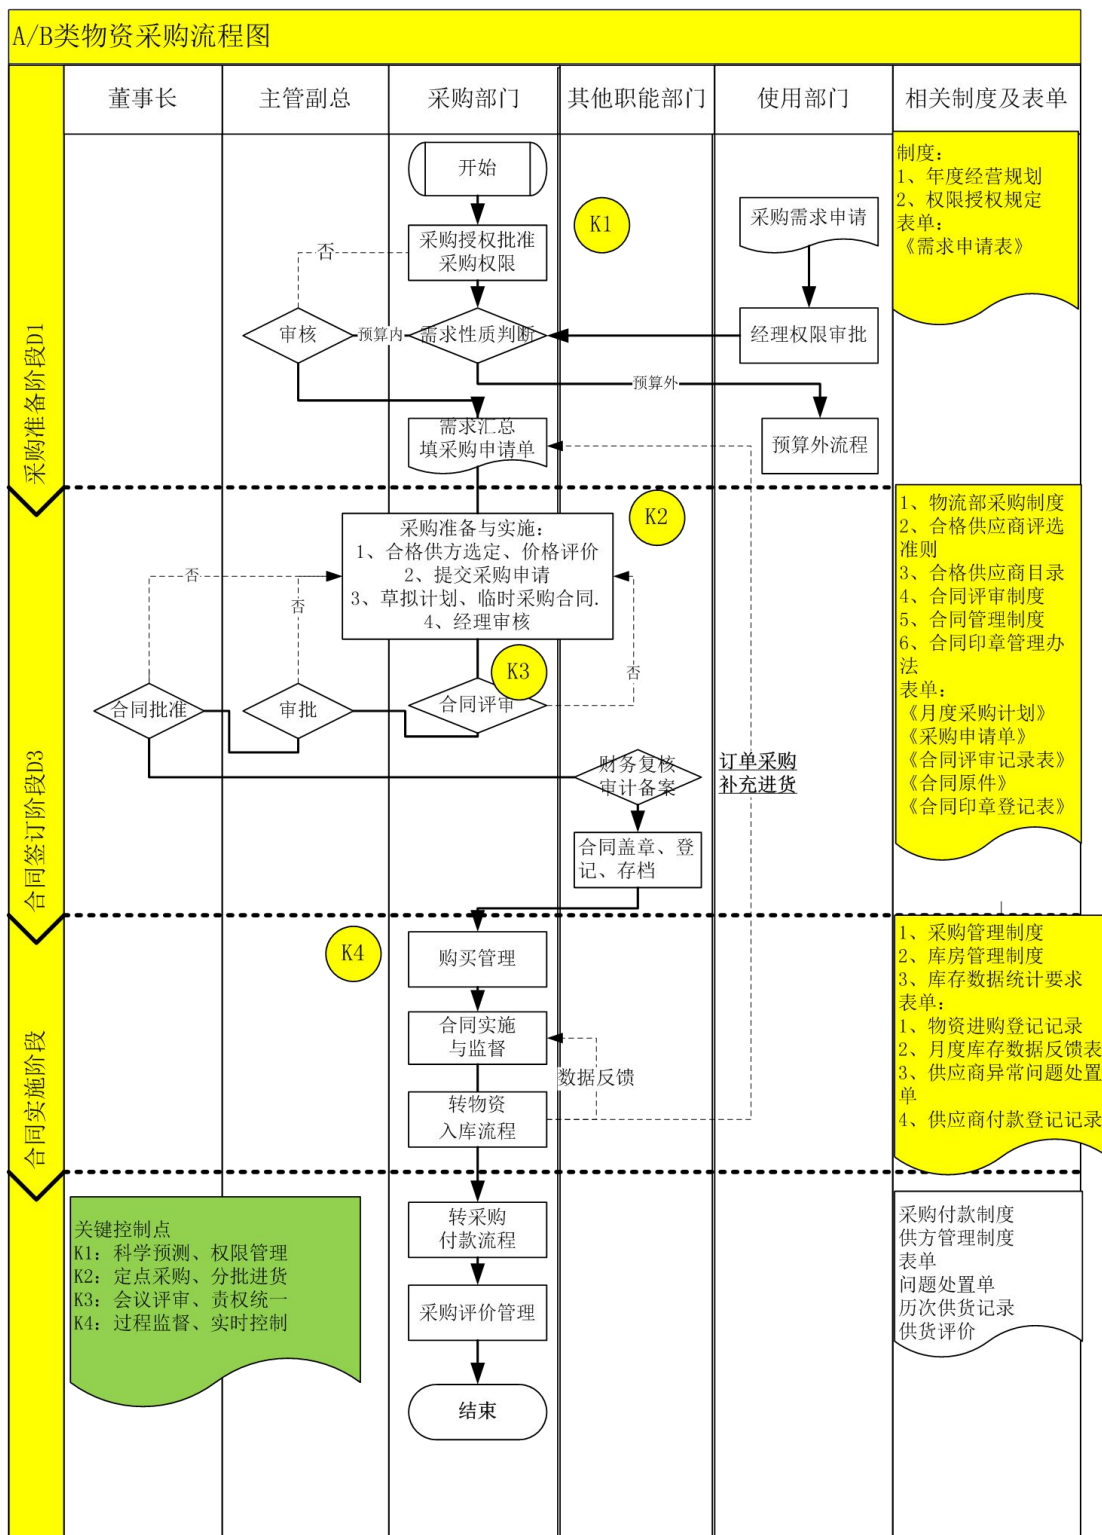 A/B类物资采购流程图
董事长
主管副总
采购部门
其他职能部门
使用部门
相关制度及表单
采购准备阶段D1
开始
K1
采购需求申请
采购授权批准
采购权限
否
审核
预算内
需求性质判断
经理权限审批
预算外
需求汇总
填采购申请单
预算外流程
制度：
1、年度经营规划
2、权限授权规定
表单：
《需求申请表》
合同签订阶段D3
K2
采购准备与实施：
1、合格供方选定、价格评价
2、提交采购申请
3、草拟计划、临时采购合同.
4、经理审核
否
否
否
K3
合同批准
审批
合同评审
财务复核
审计备案
订单采购
补充进货
合同盖章、登
记、存档
1、物流部采购制度
2、合格供应商评选
准则
3、合格供应商目录
4、合同评审制度
5、合同管理制度
6、合同印章管理办
法
表单：
《月度采购计划》
《采购申请单》
《合同评审记录表》
《合同原件》
《合同印章登记表》
合同实施阶段
K4
购买管理
合同实施
与监督
数据反馈
转物资
入库流程
1、采购管理制度
2、库房管理制度
3、库存数据统计要求
表单：
1、物资进购登记记录
2、月度库存数据反馈表
3、供应商异常问题处置
单
4、供应商付款登记记录
关键控制点
K1：科学预测、权限管理
K2：定点采购、分批进货
K3：会议评审、责权统一
K4：过程监督、实时控制
转采购
付款流程
采购评价管理
结束
采购付款制度
供方管理制度
表单
问题处置单
历次供货记录
供货评价